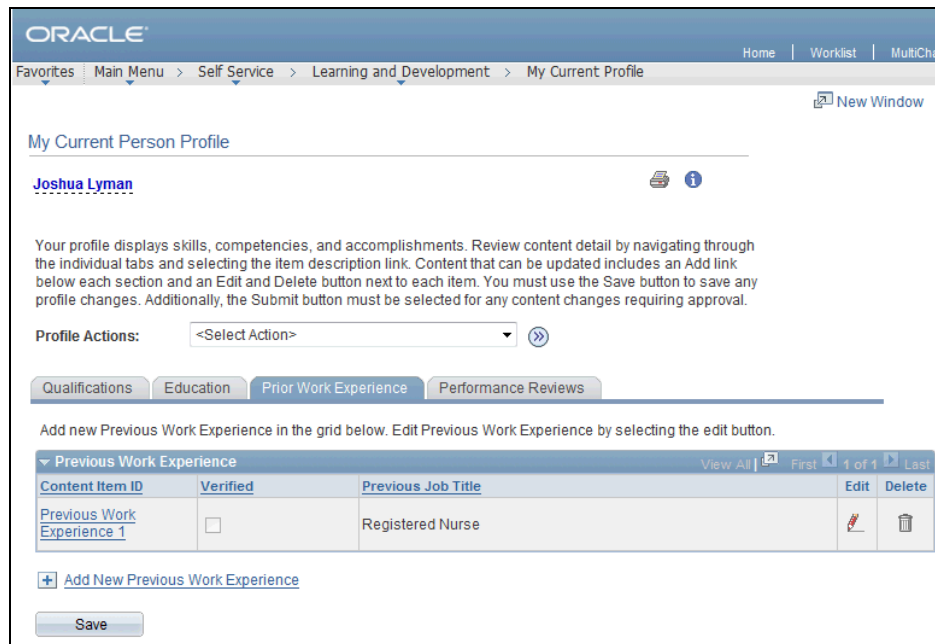 ORACLE
Home | Worklist | MultiCha
Favorites Main Menu > Self Service > Learning and Development > My Current Profile
New Window
My Current Person Profile
Joshua Lyman
Your profile displays skills, competencies, and accomplishments. Review content detail by navigating through
the individual tabs and selecting the item description link. Content that can be updated includes an Add link
below each section and an Edit and Delete button next to each item. You must use the Save button to save any
profile changes. Additionally, the Submit button must be selected for any content changes requiring approval.
Profile Actions: <Select Action>
Qualifications Education Prior Work Experience Performance Reviews
Add new Previous Work Experience in the grid below. Edit Previous Work Experience by selecting the edit button.
Previous Work Experience View All | First 1 of 1 Last
Content Item ID Verified Previous Job Title Edit Delete
Previous Work
Experience 1 Registered Nurse
Add New Previous Work Experience
Save